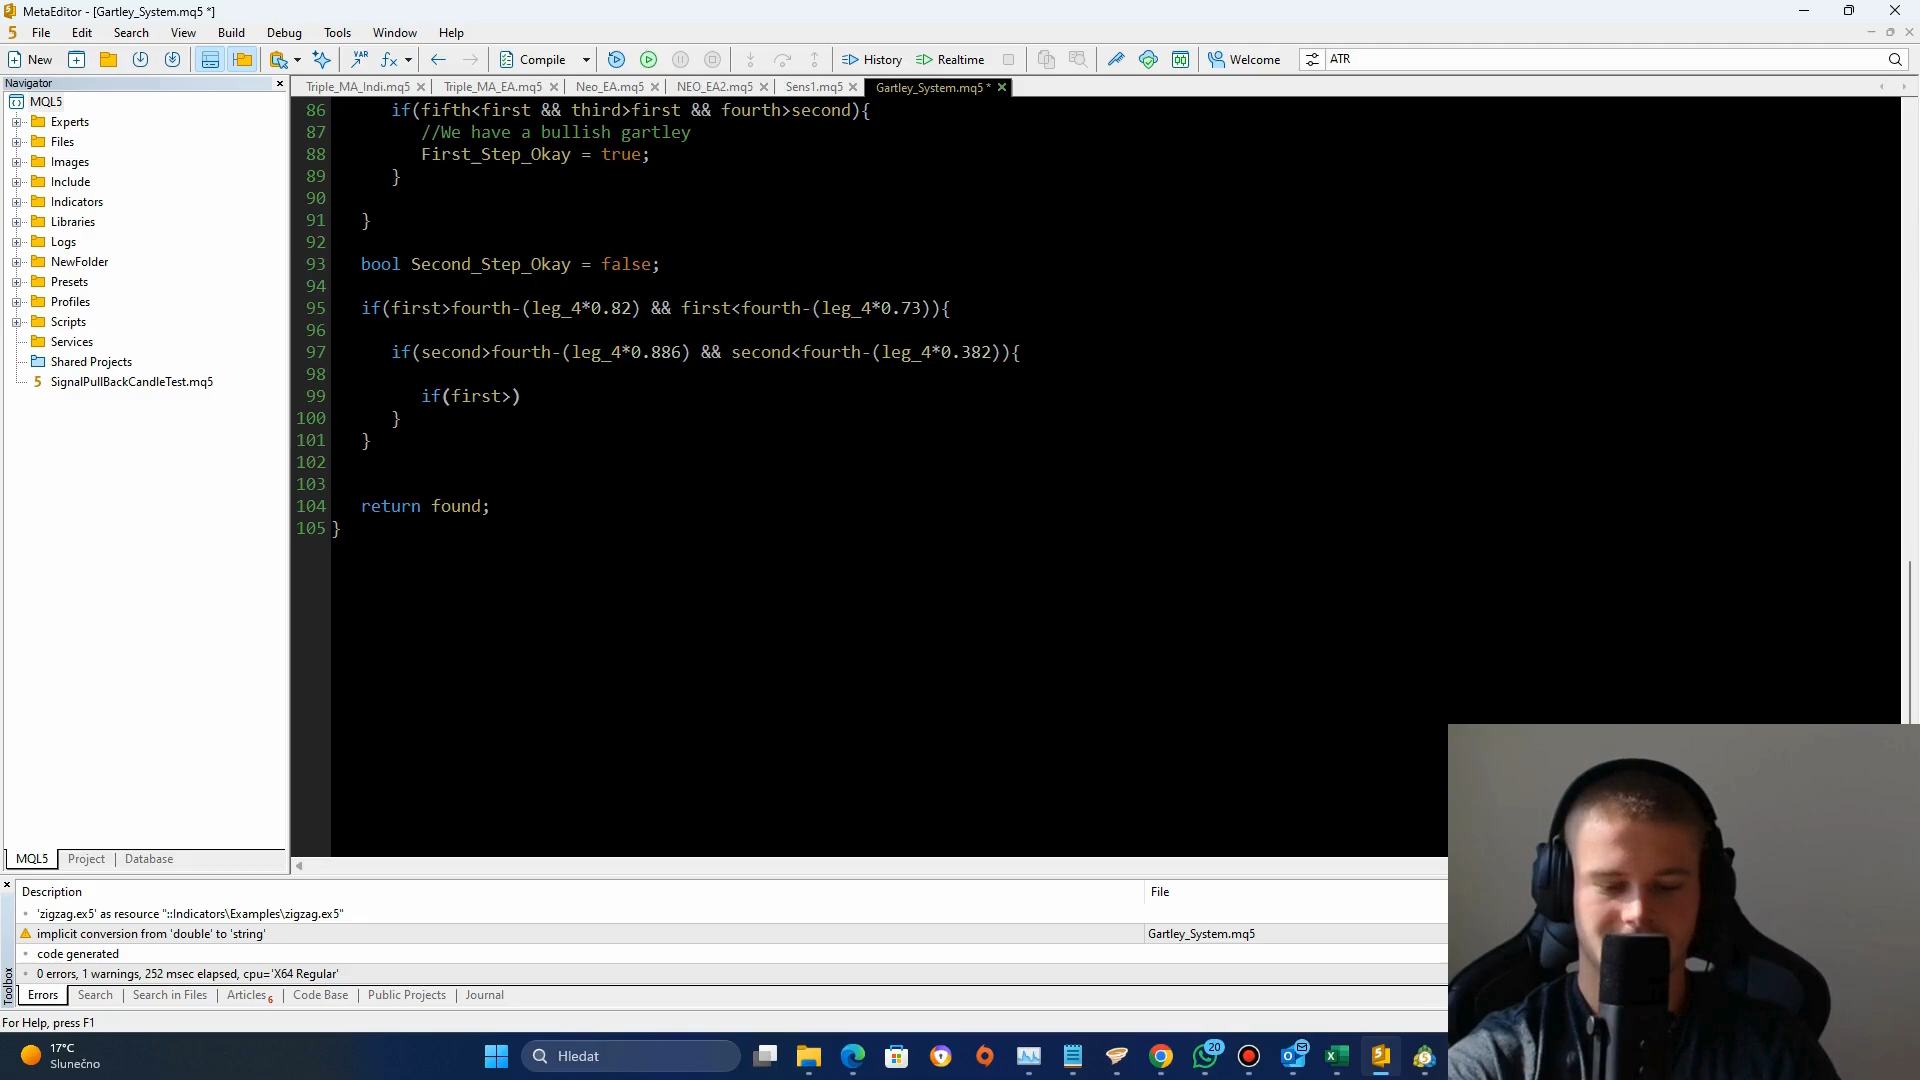 MetaEditor - [Gartley_System.mq5 *]
File Edit Search View Build Debug Tools Window Help
New Compile History Realtime Welcome ATR
Navigator
Triple_MA_Indi.mq5 Triple_MA_EA.mq5 Neo_EA.mq5 NEO_EA2.mq5 Sens1.mq5 Gartley_System.mq5 *
MQL5
Experts
Files
Images
Include
Indicators
Libraries
Logs
NewFolder
Presets
Profiles
Scripts
Services
Shared Projects
SignalPullBackCandleTest.mq5
86 if(fifth<first && third>first && fourth>second){
87 //We have a bullish gartley
88 First_Step_Okay = true;
89 }
90
91 }
92
93 bool Second_Step_Okay = false;
94
95 if(first>fourth-(leg_4*0.82) && first<fourth-(leg_4*0.73)){
96
97 if(second>fourth-(leg_4*0.886) && second<fourth-(leg_4*0.382)){
98
99 if(first>)
100 }
101 }
102
103
104 return found;
105 }
MQL5 Project Database
Description File
'zigzag.ex5' as resource "::Indicators\Examples\zigzag.ex5"
implicit conversion from 'double' to 'string' Gartley_System.mq5
code generated
0 errors, 1 warnings, 252 msec elapsed, cpu='X64 Regular'
Toolbox
Errors Search Search in Files Articles 6 Code Base Public Projects Journal
For Help, press F1
17°C
Slunečno
Hledat
20